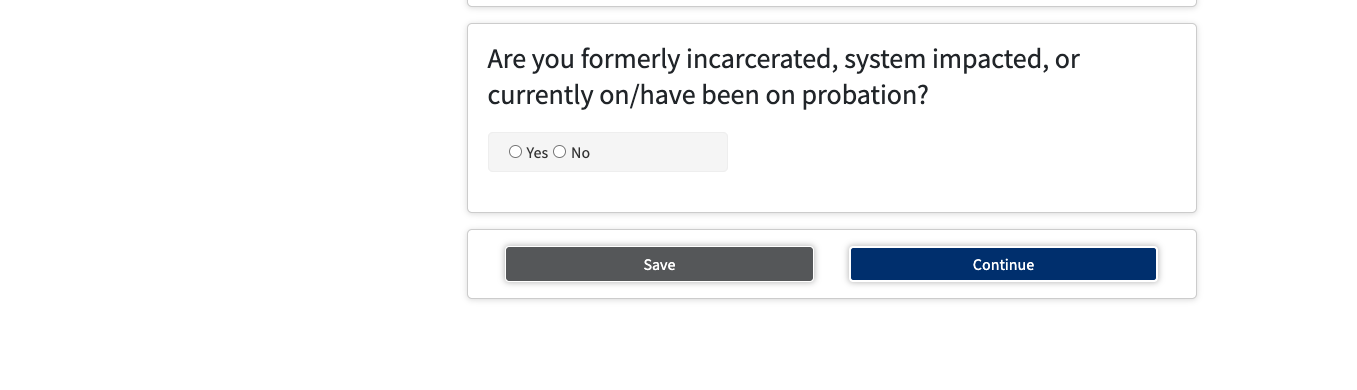 Are you formerly incarcerated, system impacted, or
currently on/have been on probation?
Yes No
Save Continue